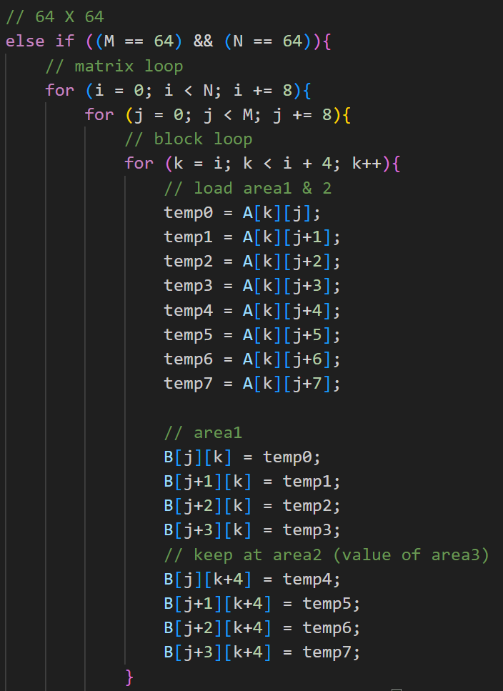 // 64 X 64
else if ((M == 64) && (N == 64)){
    // matrix loop
    for (i = 0; i < N; i += 8){
        for (j = 0; j < M; j += 8){
            // block loop
            for (k = i; k < i + 4; k++){
                // load area1 & 2
                temp0 = A[k][j];
                temp1 = A[k][j+1];
                temp2 = A[k][j+2];
                temp3 = A[k][j+3];
                temp4 = A[k][j+4];
                temp5 = A[k][j+5];
                temp6 = A[k][j+6];
                temp7 = A[k][j+7];

                // area1
                B[j][k] = temp0;
                B[j+1][k] = temp1;
                B[j+2][k] = temp2;
                B[j+3][k] = temp3;
                // keep at area2 (value of area3)
                B[j][k+4] = temp4;
                B[j+1][k+4] = temp5;
                B[j+2][k+4] = temp6;
                B[j+3][k+4] = temp7;
            }